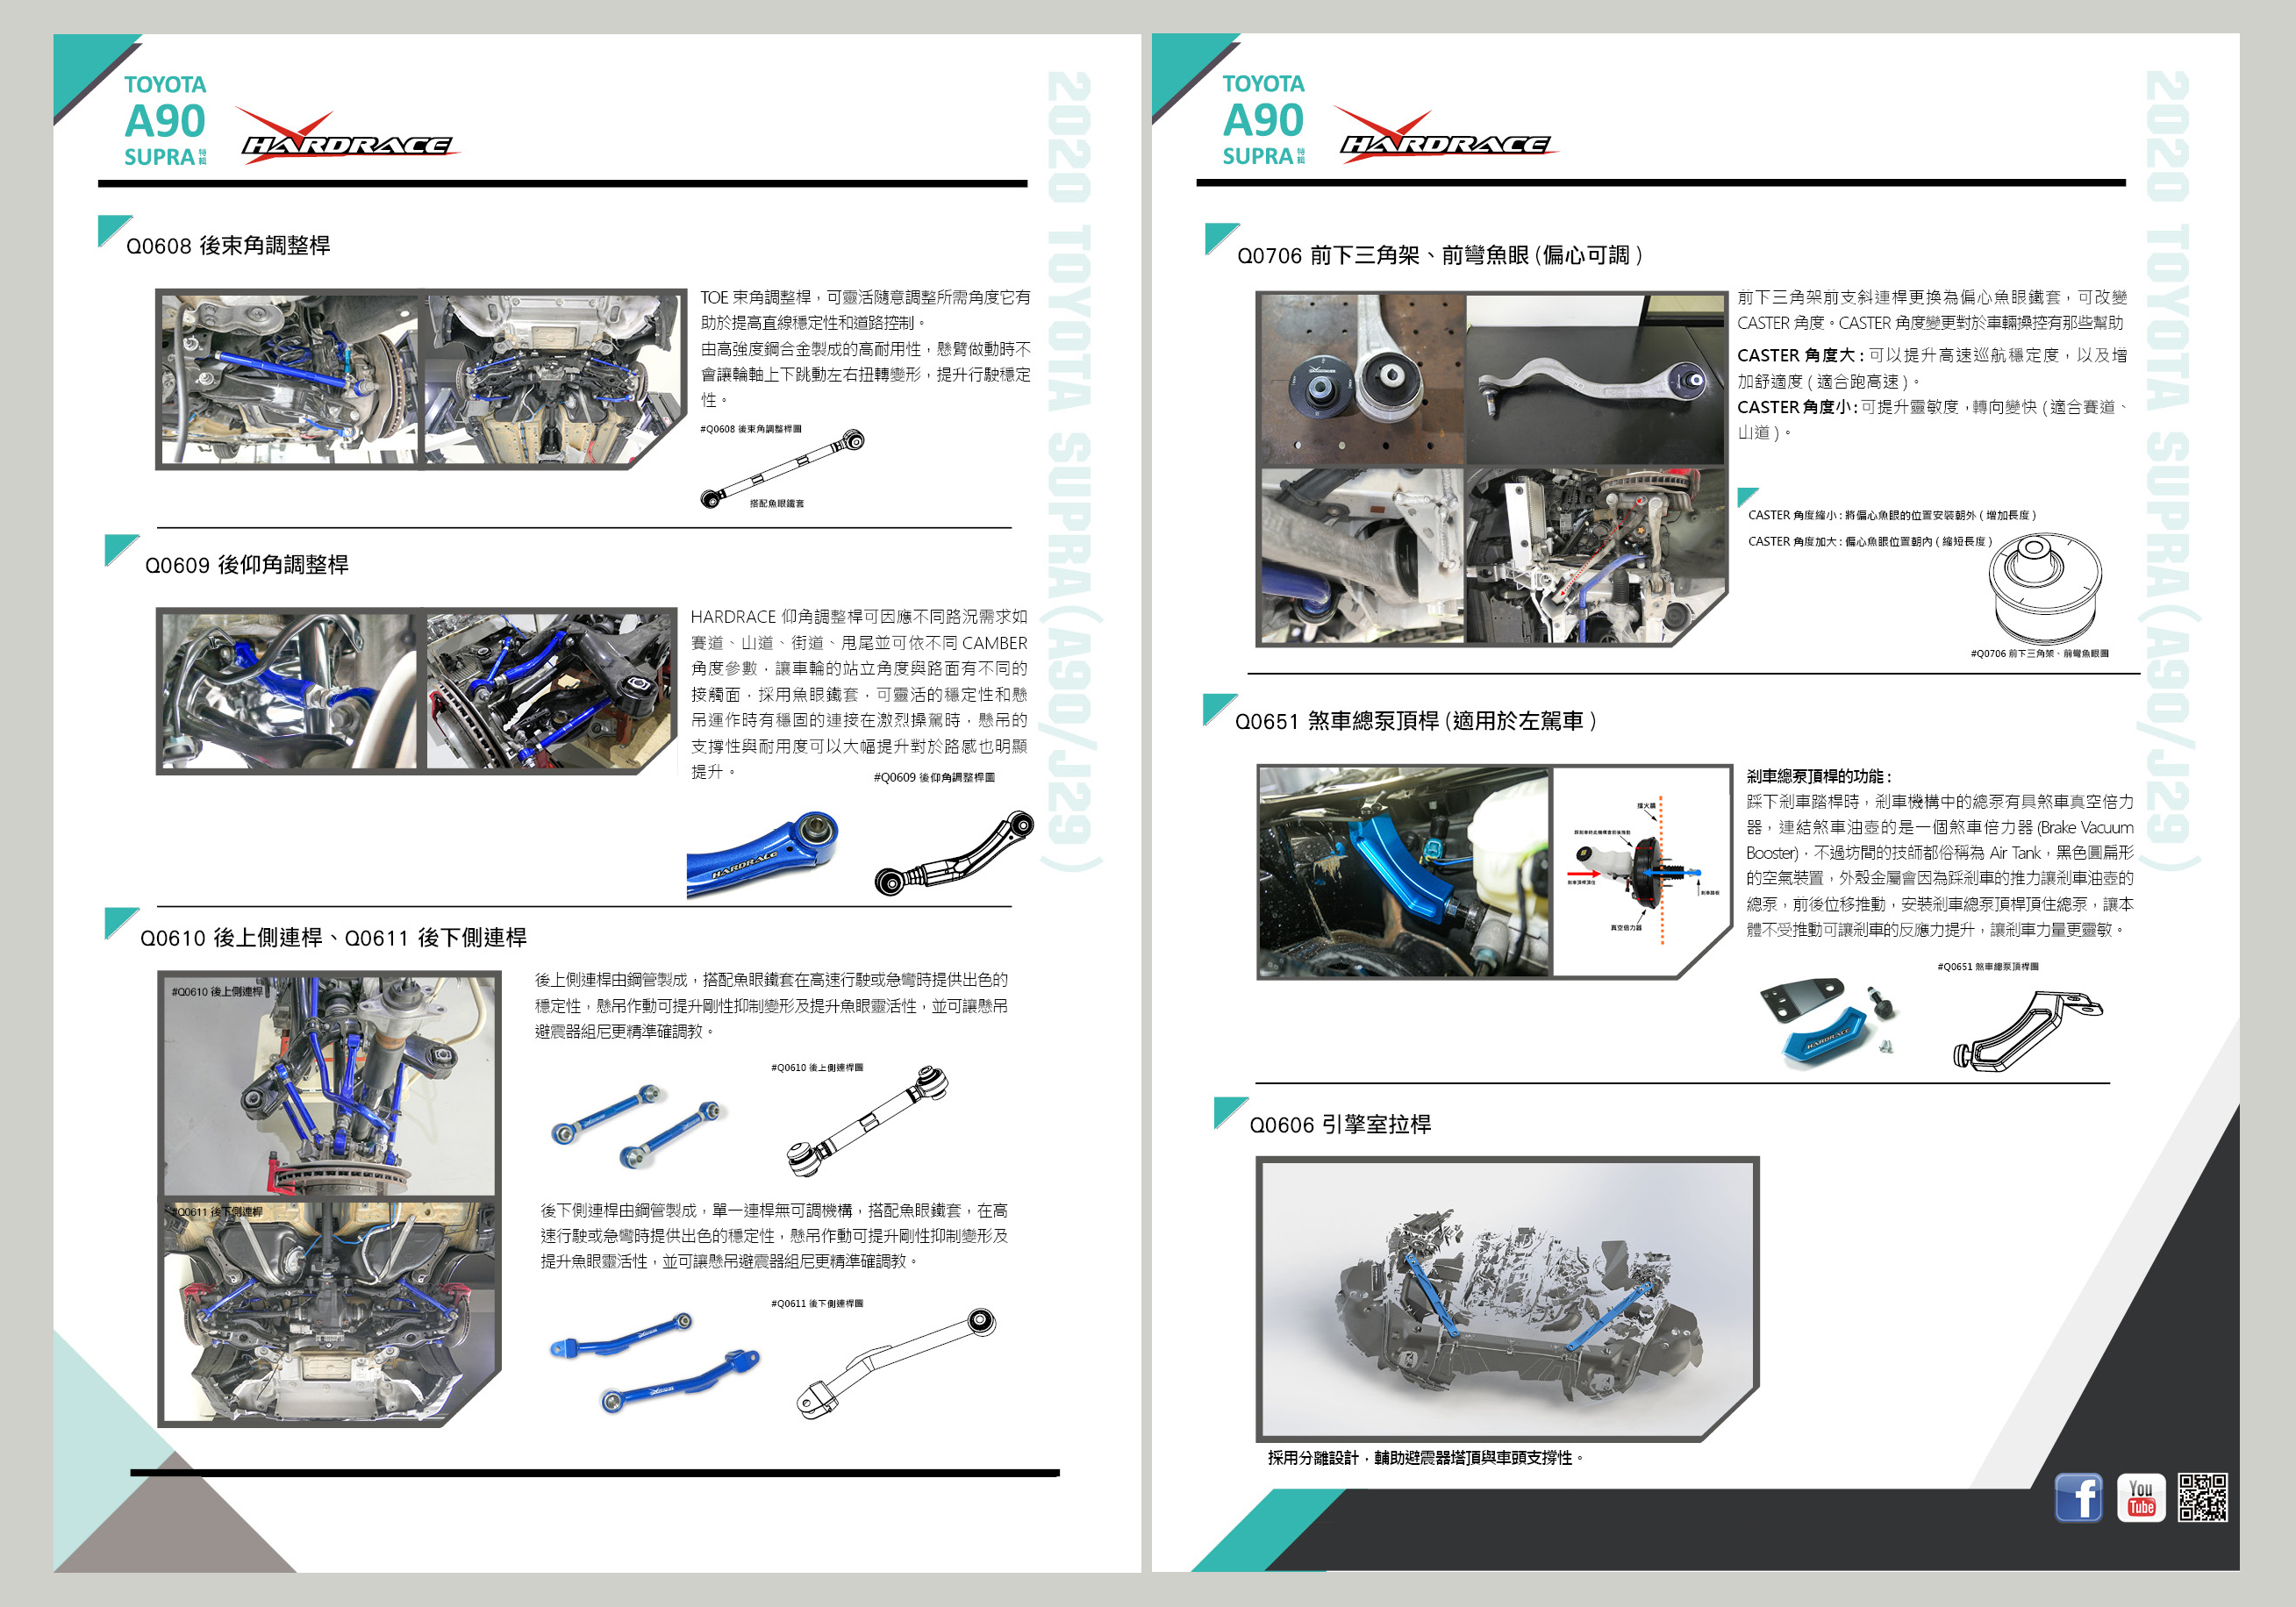 TOYOTA
A90
SUPRA 特輯
HARDRACE
2020 TOYOTA SUPRA(A90/J29)
Q0608 後束角調整桿
TOE 束角調整桿，可靈活隨意調整所需角度它有
助於提高直線穩定性和道路控制。
由高強度鋼合金製成的高耐用性，懸臂做動時不
會讓輪軸上下跳動左右扭轉變形，提升行駛穩定
性。
#Q0608 後束角調整桿圖
搭配魚眼鐵套
Q0609 後仰角調整桿
HARDRACE 仰角調整桿可因應不同路況需求如
賽道、山道、街道、甩尾並可依不同 CAMBER
角度參數，讓車輪的站立角度與路面有不同的
接觸面，採用魚眼鐵套，可靈活的穩定性和懸
吊運作時有穩固的連接在激烈操駕時，懸吊的
支撐性與耐用度可以大幅提升對於路感也明顯
提升。
#Q0609 後仰角調整桿圖
HARDRACE
Q0610 後上側連桿、Q0611 後下側連桿
#Q0610 後上側連桿
後上側連桿由鋼管製成，搭配魚眼鐵套在高速行駛或急彎時提供出色的
穩定性，懸吊作動可提升剛性抑制變形及提升魚眼靈活性，並可讓懸吊
避震器組尼更精準確調教。
#Q0610 後上側連桿圖
#Q0611 後下側連桿
後下側連桿由鋼管製成，單一連桿無可調機構，搭配魚眼鐵套，在高
速行駛或急彎時提供出色的穩定性，懸吊作動可提升剛性抑制變形及
提升魚眼靈活性，並可讓懸吊避震器組尼更精準確調教。
#Q0611 後下側連桿圖
TOYOTA
A90
SUPRA 特輯
HARDRACE
2020 TOYOTA SUPRA(A90/J29)
Q0706 前下三角架、前彎魚眼(偏心可調)
前下三角架前支斜連桿更換為偏心魚眼鐵套，可改變
CASTER 角度。CASTER 角度變更對於車輛操控有那些幫助
CASTER 角度大：可以提升高速巡航穩定度，以及增
加舒適度 ( 適合跑高速 )。
CASTER 角度小：可提升靈敏度，轉向變快 ( 適合賽道、
山道 )。
CASTER 角度縮小 : 將偏心魚眼的位置安裝朝外 ( 增加長度 )
CASTER 角度加大 : 偏心魚眼位置朝內 ( 縮短長度 )
#Q0706 前下三角架、前彎魚眼圖
Q0651 煞車總泵頂桿(適用於左駕車)
擋火牆
真空倍力器
剎車總泵頂桿的功能：
踩下剎車踏桿時，剎車機構中的總泵有具煞車真空倍力
器，連結煞車油壺的是一個煞車倍力器 (Brake Vacuum
Booster)，不過坊間的技師都俗稱為 Air Tank，黑色圓扁形
的空氣裝置，外殼金屬會因為踩剎車的推力讓剎車油壺的
總泵，前後位移推動，安裝剎車總泵頂桿頂住總泵，讓本
體不受推動可讓剎車的反應力提升，讓剎車力量更靈敏。
#Q0651 煞車總泵頂桿圖
HARDRACE
Q0606 引擎室拉桿
採用分離設計，輔助避震器塔頂與車頭支撐性。
f
You
Tube